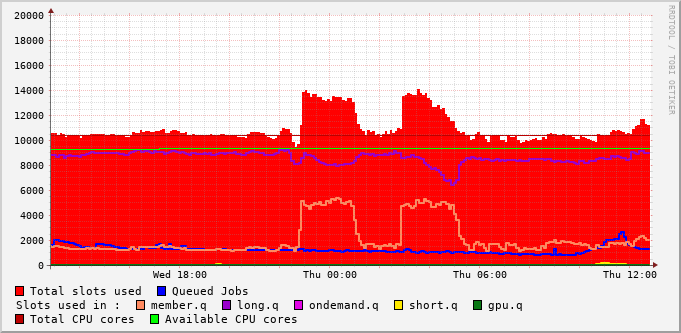 RRDTOOL / TOBI OETIKER
20000
18000
16000
14000
12000
10000
8000
6000
4000
2000
0
Wed 18:00 Thu 00:00 Thu 06:00 Thu 12:00
Total slots used Queued Jobs
Slots used in : member.q long.q ondemand.q short.q gpu.q
Total CPU cores Available CPU cores